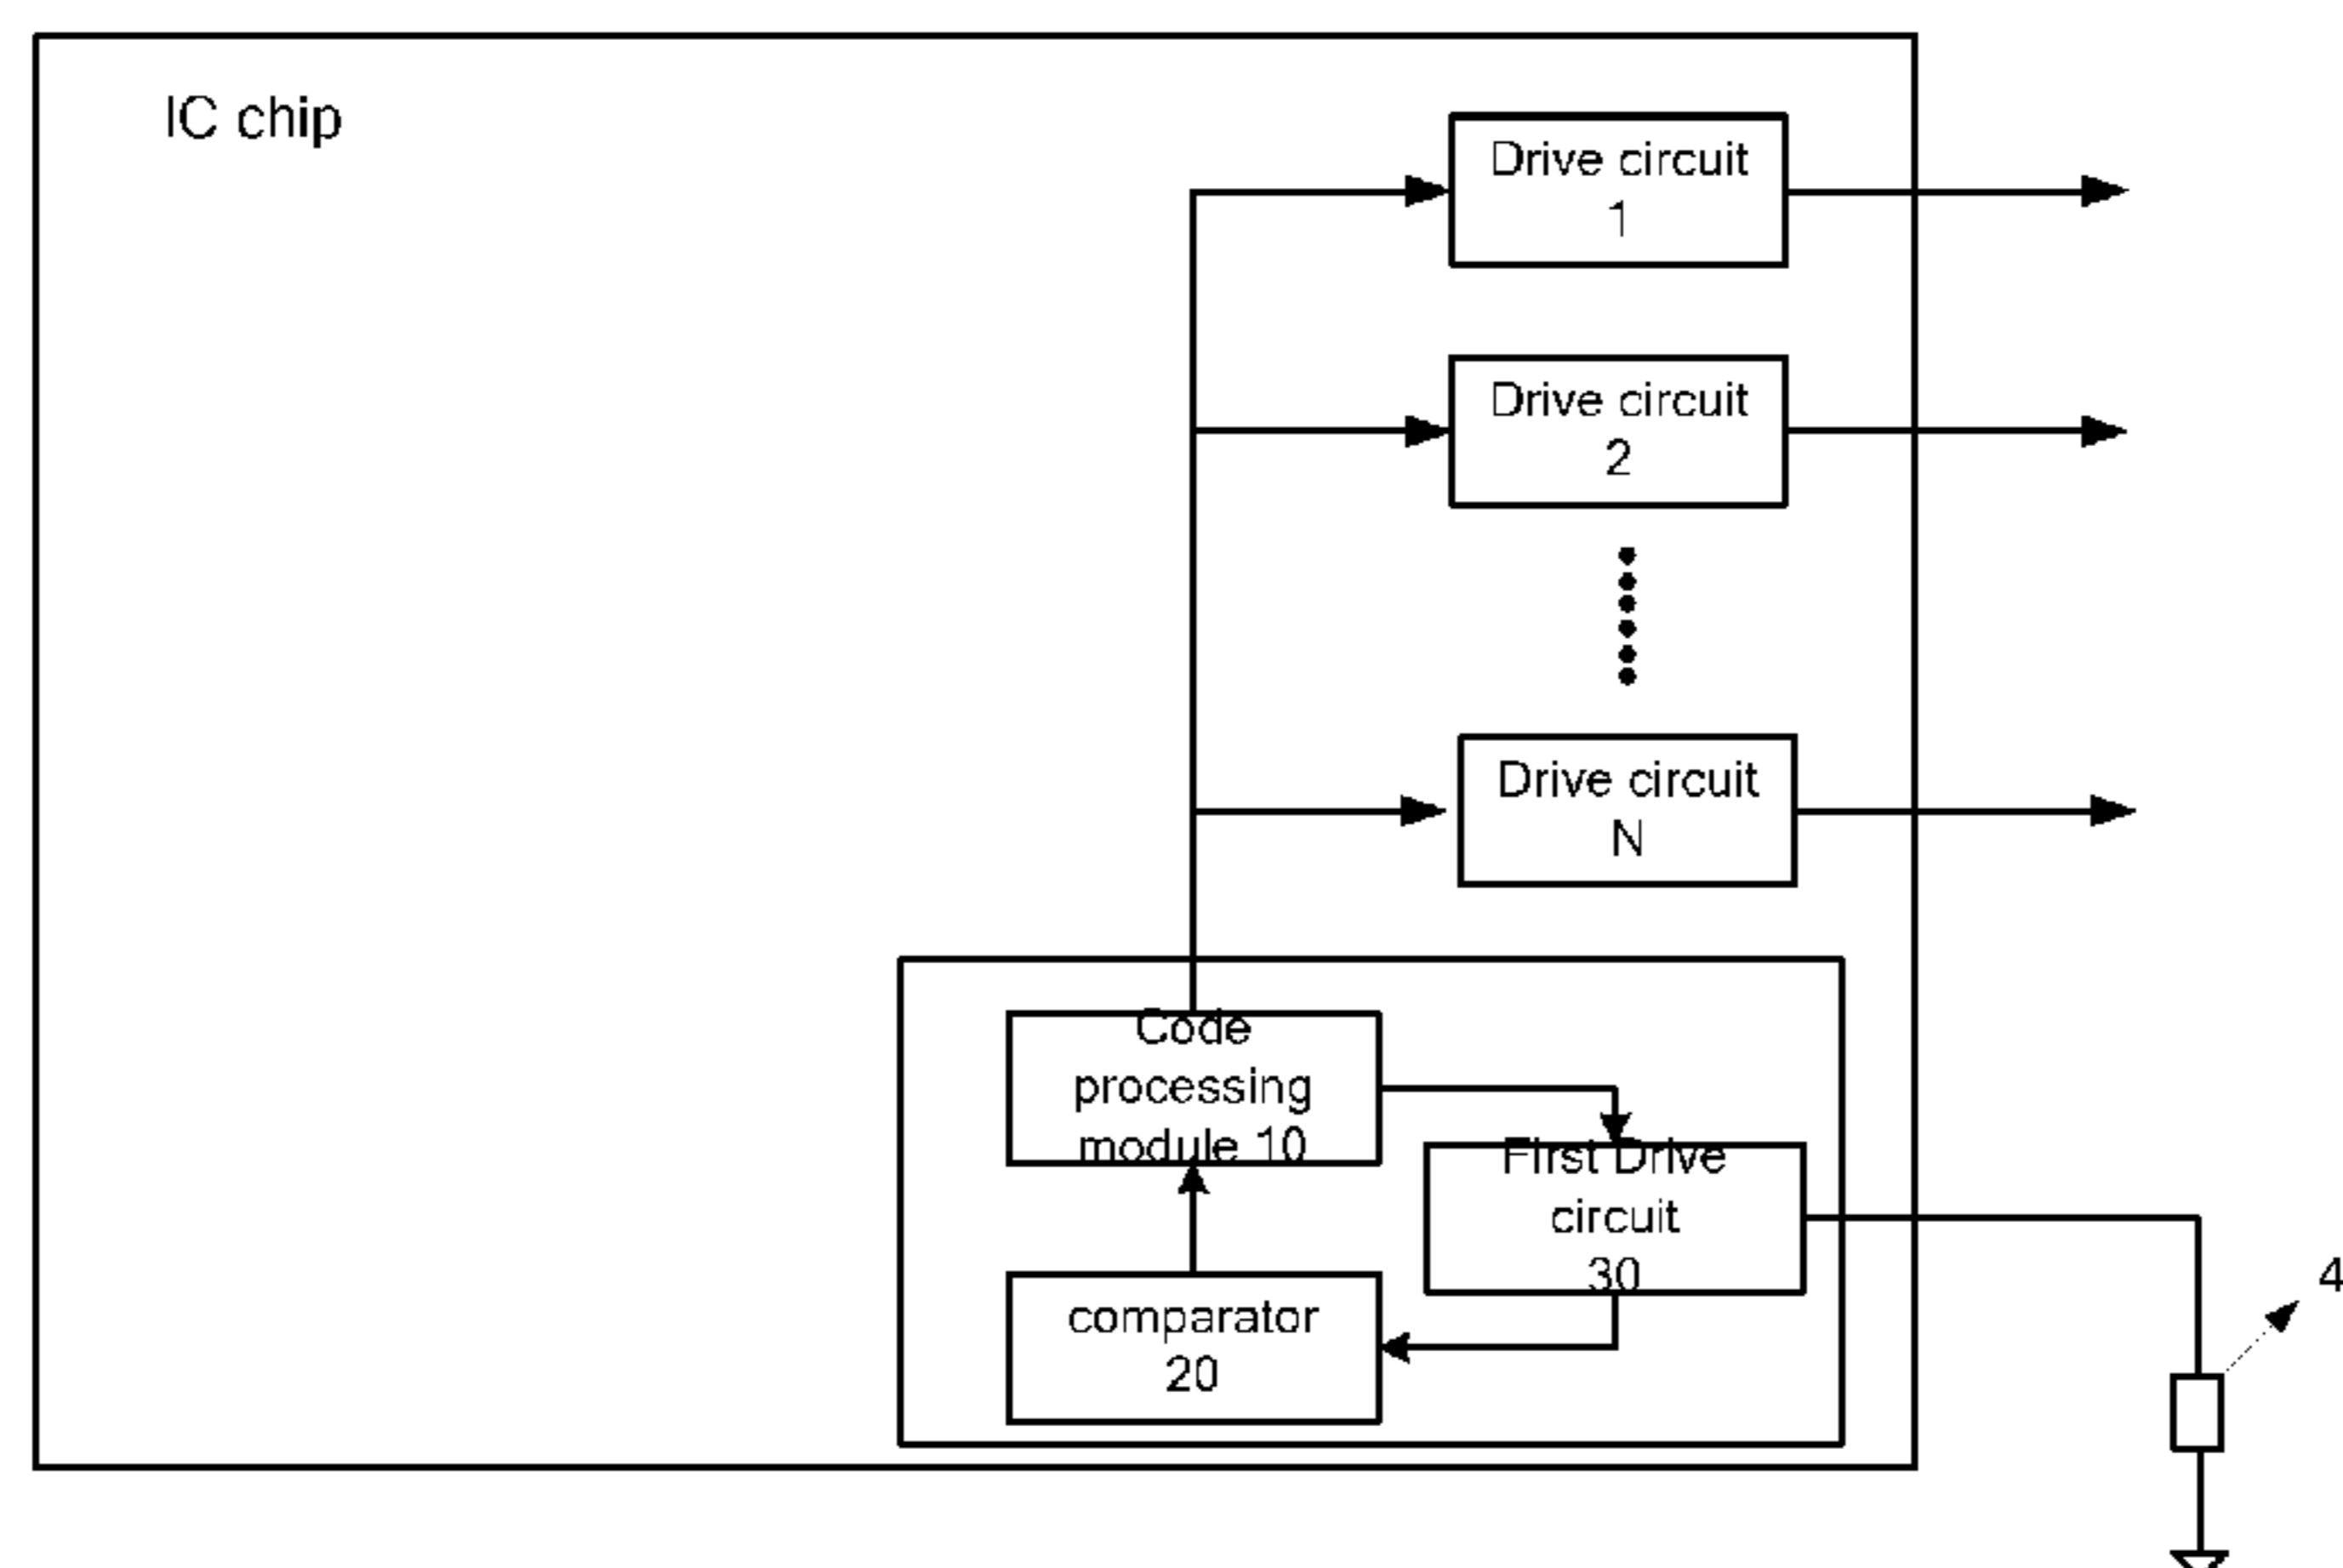 IC chip
Drive circuit
1
Drive circuit
2
Drive circuit
N
Code
processing
module 10
First Drive
circuit
30
comparator
20
4